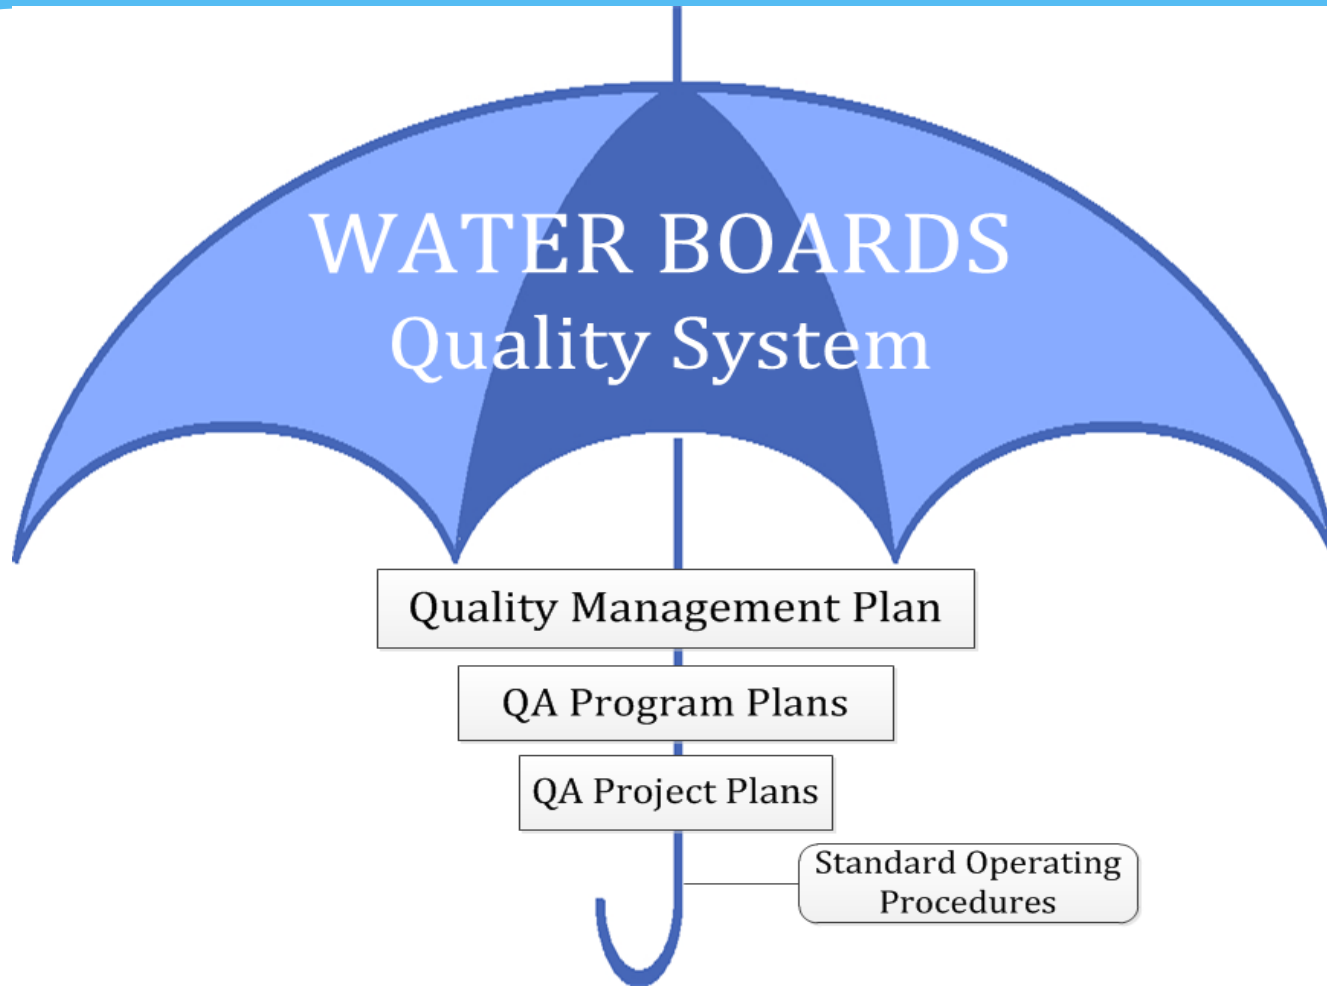 WATER BOARDS
Quality System
Quality Management Plan
QA Program Plans
QA Project Plans
Standard Operating
Procedures